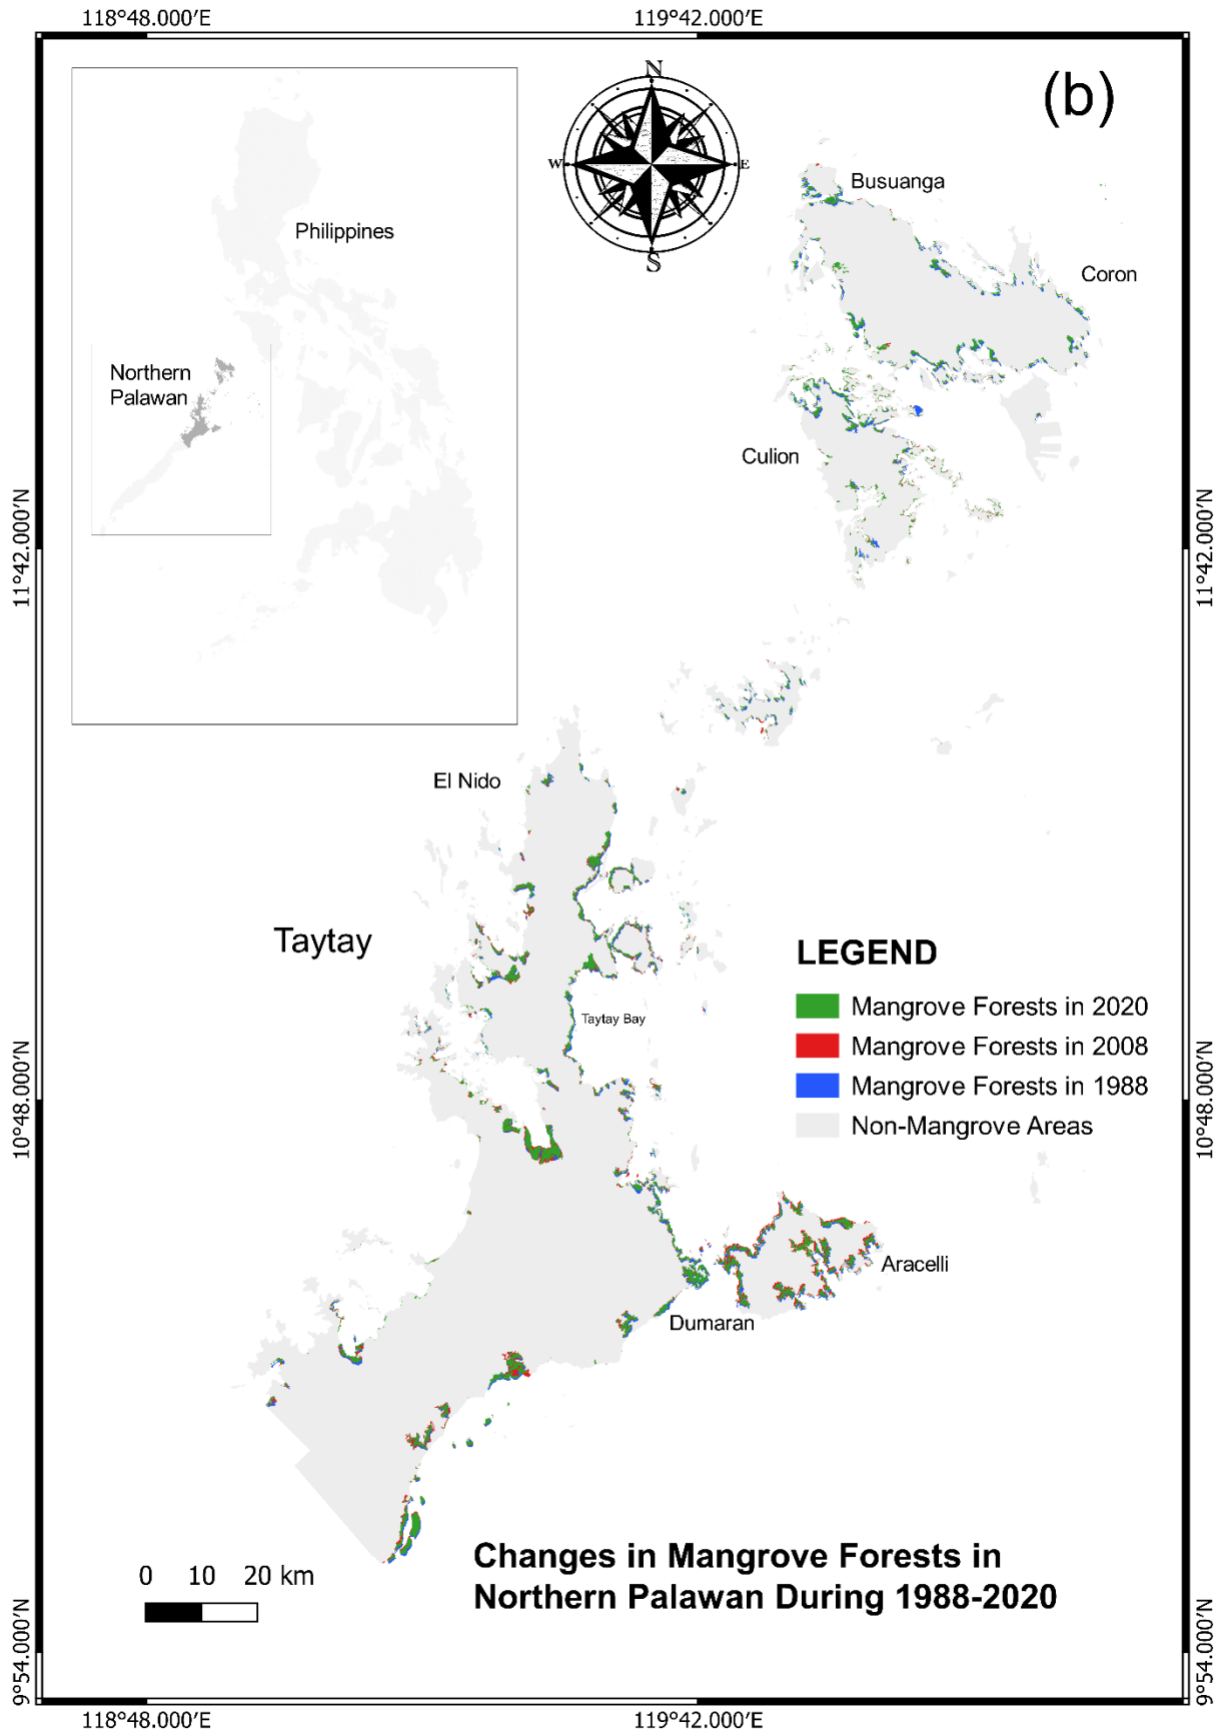 118°48.000′E
119°42.000′E
(b)
N
W
E
S
Philippines
Northern
Palawan
Busuanga
Coron
Culion
11°42.000′N
11°42.000′N
El Nido
Taytay
Taytay Bay
LEGEND
Mangrove Forests in 2020
Mangrove Forests in 2008
Mangrove Forests in 1988
Non-Mangrove Areas
10°48.000′N
10°48.000′N
Aracelli
Dumaran
0 10 20 km
Changes in Mangrove Forests in
Northern Palawan During 1988-2020
9°54.000′N
9°54.000′N
118°48.000′E
119°42.000′E